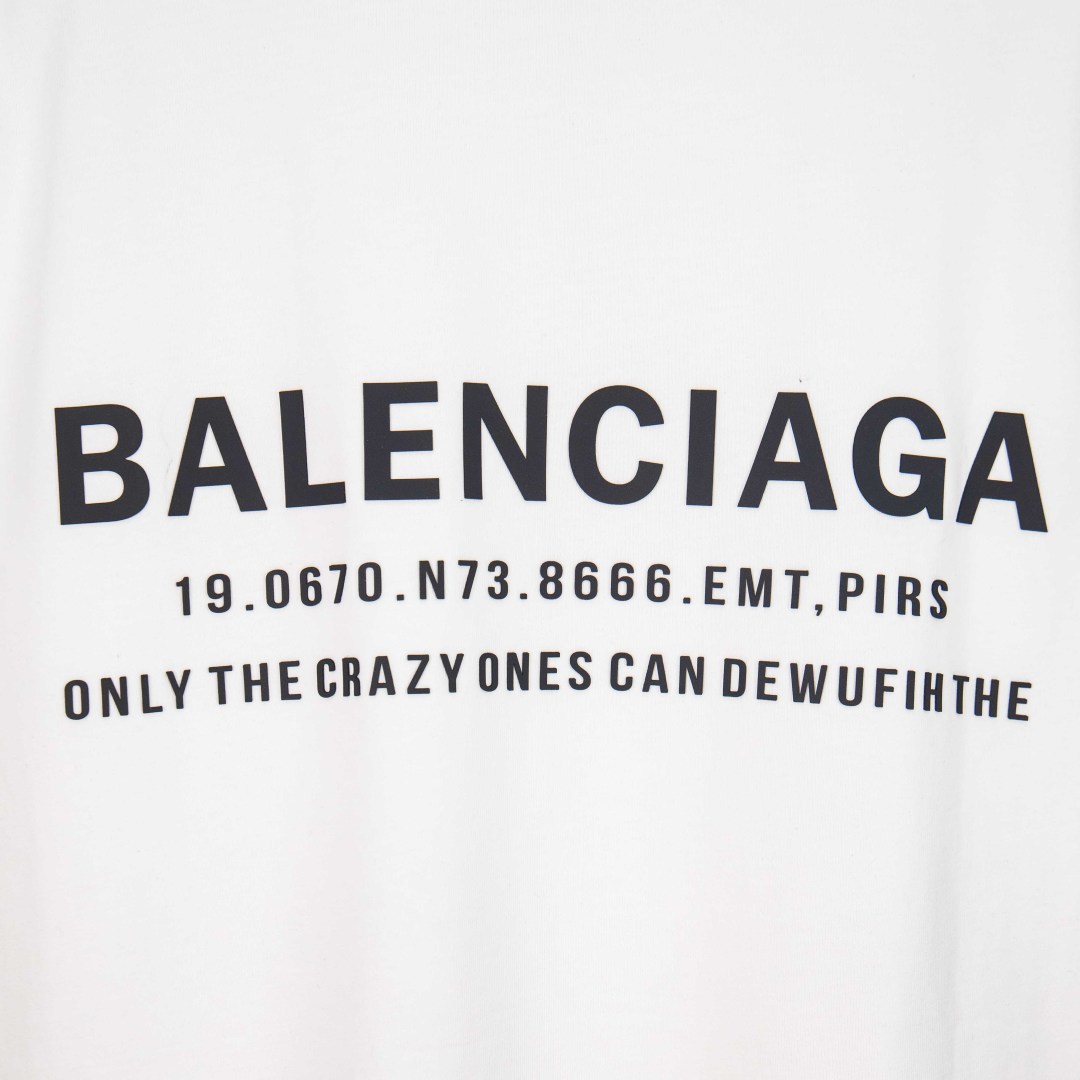 BALENCIAGA
19.0670.N73.8666.EMT,PIRS
ONLY THE CRAZY ONES CAN DEWUFIHTHE